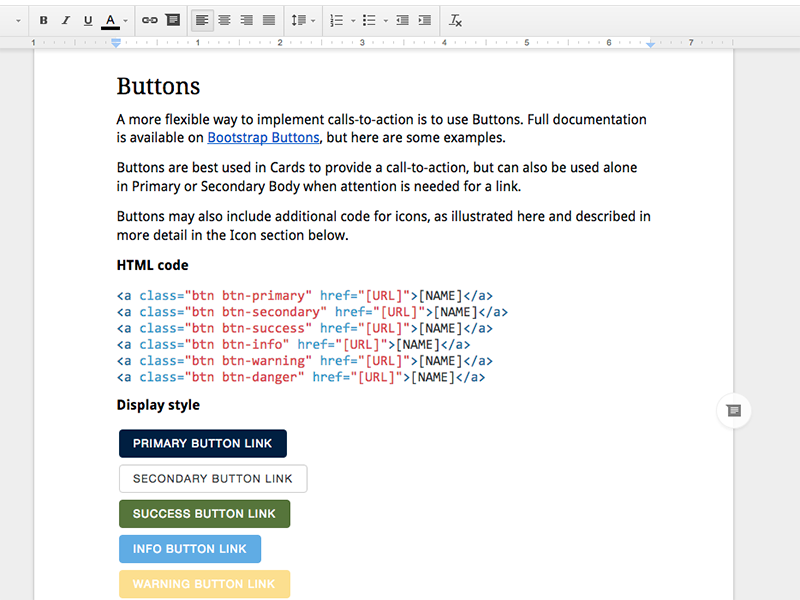 B I U A
1 1 2 3 4 5 6 7
Buttons
A more flexible way to implement calls-to-action is to use Buttons. Full documentation
is available on Bootstrap Buttons, but here are some examples.
Buttons are best used in Cards to provide a call-to-action, but can also be used alone
in Primary or Secondary Body when attention is needed for a link.
Buttons may also include additional code for icons, as illustrated here and described in
more detail in the Icon section below.
HTML code
<a class="btn btn-primary" href="[URL]">[NAME]</a>
<a class="btn btn-secondary" href="[URL]">[NAME]</a>
<a class="btn btn-success" href="[URL]">[NAME]</a>
<a class="btn btn-info" href="[URL]">[NAME]</a>
<a class="btn btn-warning" href="[URL]">[NAME]</a>
<a class="btn btn-danger" href="[URL]">[NAME]</a>
Display style
PRIMARY BUTTON LINK
SECONDARY BUTTON LINK
SUCCESS BUTTON LINK
INFO BUTTON LINK
WARNING BUTTON LINK